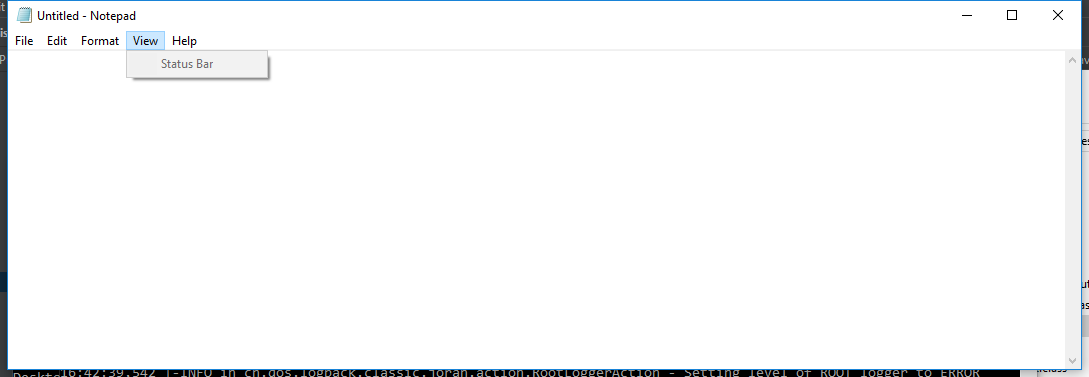 Untitled - Notepad
File Edit Format View Help
Status Bar
16:42:39,542 |-INFO in ch.qos.logback.classic.joran.action.RootLoggerAction - Setting level of ROOT logger to ERROR